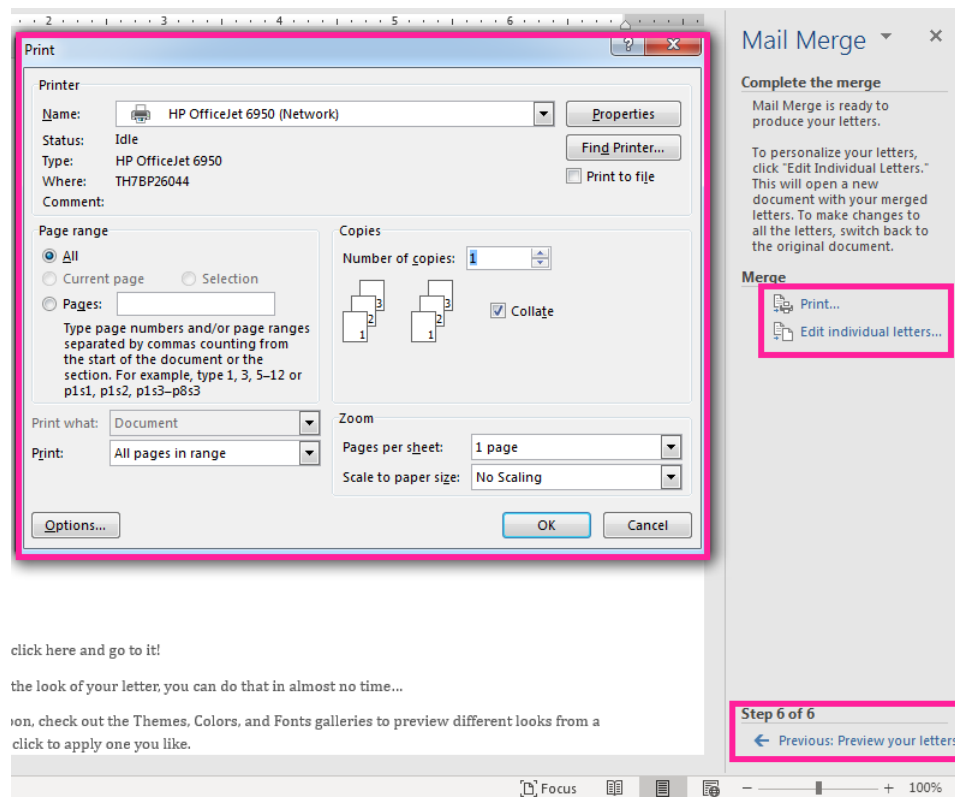 2 3 4 5 6
Print
?
Printer
Name: HP OfficeJet 6950 (Network)
Properties
Status: Idle
Find Printer...
Type: HP OfficeJet 6950
Where: TH7BP26044
Print to file
Comment:
Page range
All
Current page Selection
Pages:
Type page numbers and/or page ranges
separated by commas counting from
the start of the document or the
section. For example, type 1, 3, 5–12 or
p1s1, p1s2, p1s3–p8s3
Copies
Number of copies: 1
3 3
2 2
1 1
Collate
Print what: Document
Print: All pages in range
Zoom
Pages per sheet: 1 page
Scale to paper size: No Scaling
Options...
OK
Cancel
click here and go to it!
the look of your letter, you can do that in almost no time...
on, check out the Themes, Colors, and Fonts galleries to preview different looks from a
click to apply one you like.
Mail Merge
Complete the merge
Mail Merge is ready to
produce your letters.
To personalize your letters,
click "Edit Individual Letters."
This will open a new
document with your merged
letters. To make changes to
all the letters, switch back to
the original document.
Merge
Print...
Edit individual letters...
Step 6 of 6
Previous: Preview your letters
Focus
100%